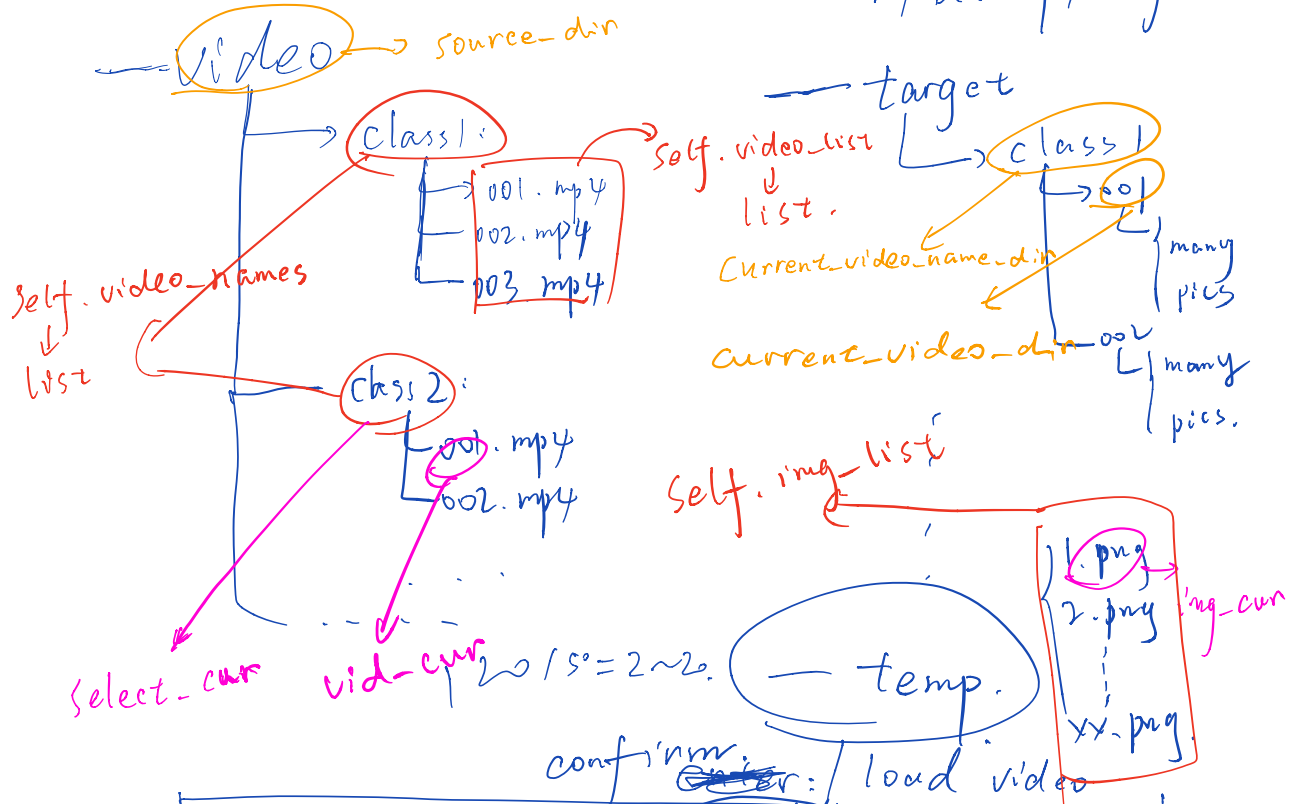 video
source_dir
class1:
001.mp4
002.mp4
003 mp4
self.video_list
list.
self.video_names
list
class2:
001.mp4
002.mp4
select_cur
vid_cur
target
class1
001
many
pics
current_video_name_dir
current_video_dir
002
many
pics.
self.img_list
1.png
2.png
xx.png
img_cur
temp.
confirm.
: load video